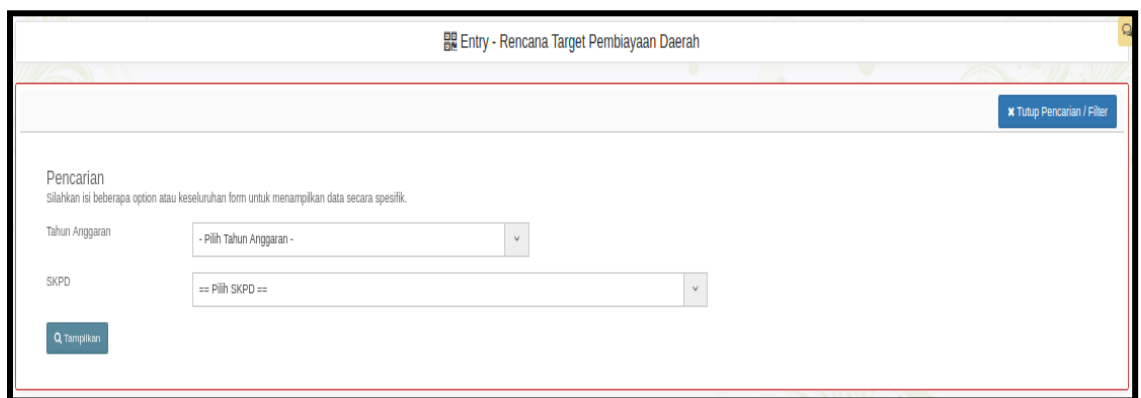 Entry - Rencana Target Pembiayaan Daerah
Tutup Pencarian / Filter
Pencarian
Silahkan isi beberapa option atau keseluruhan form untuk menampilkan data secara spesifik.
Tahun Anggaran
- Pilih Tahun Anggaran -
SKPD
== Pilih SKPD ==
Tampilkan